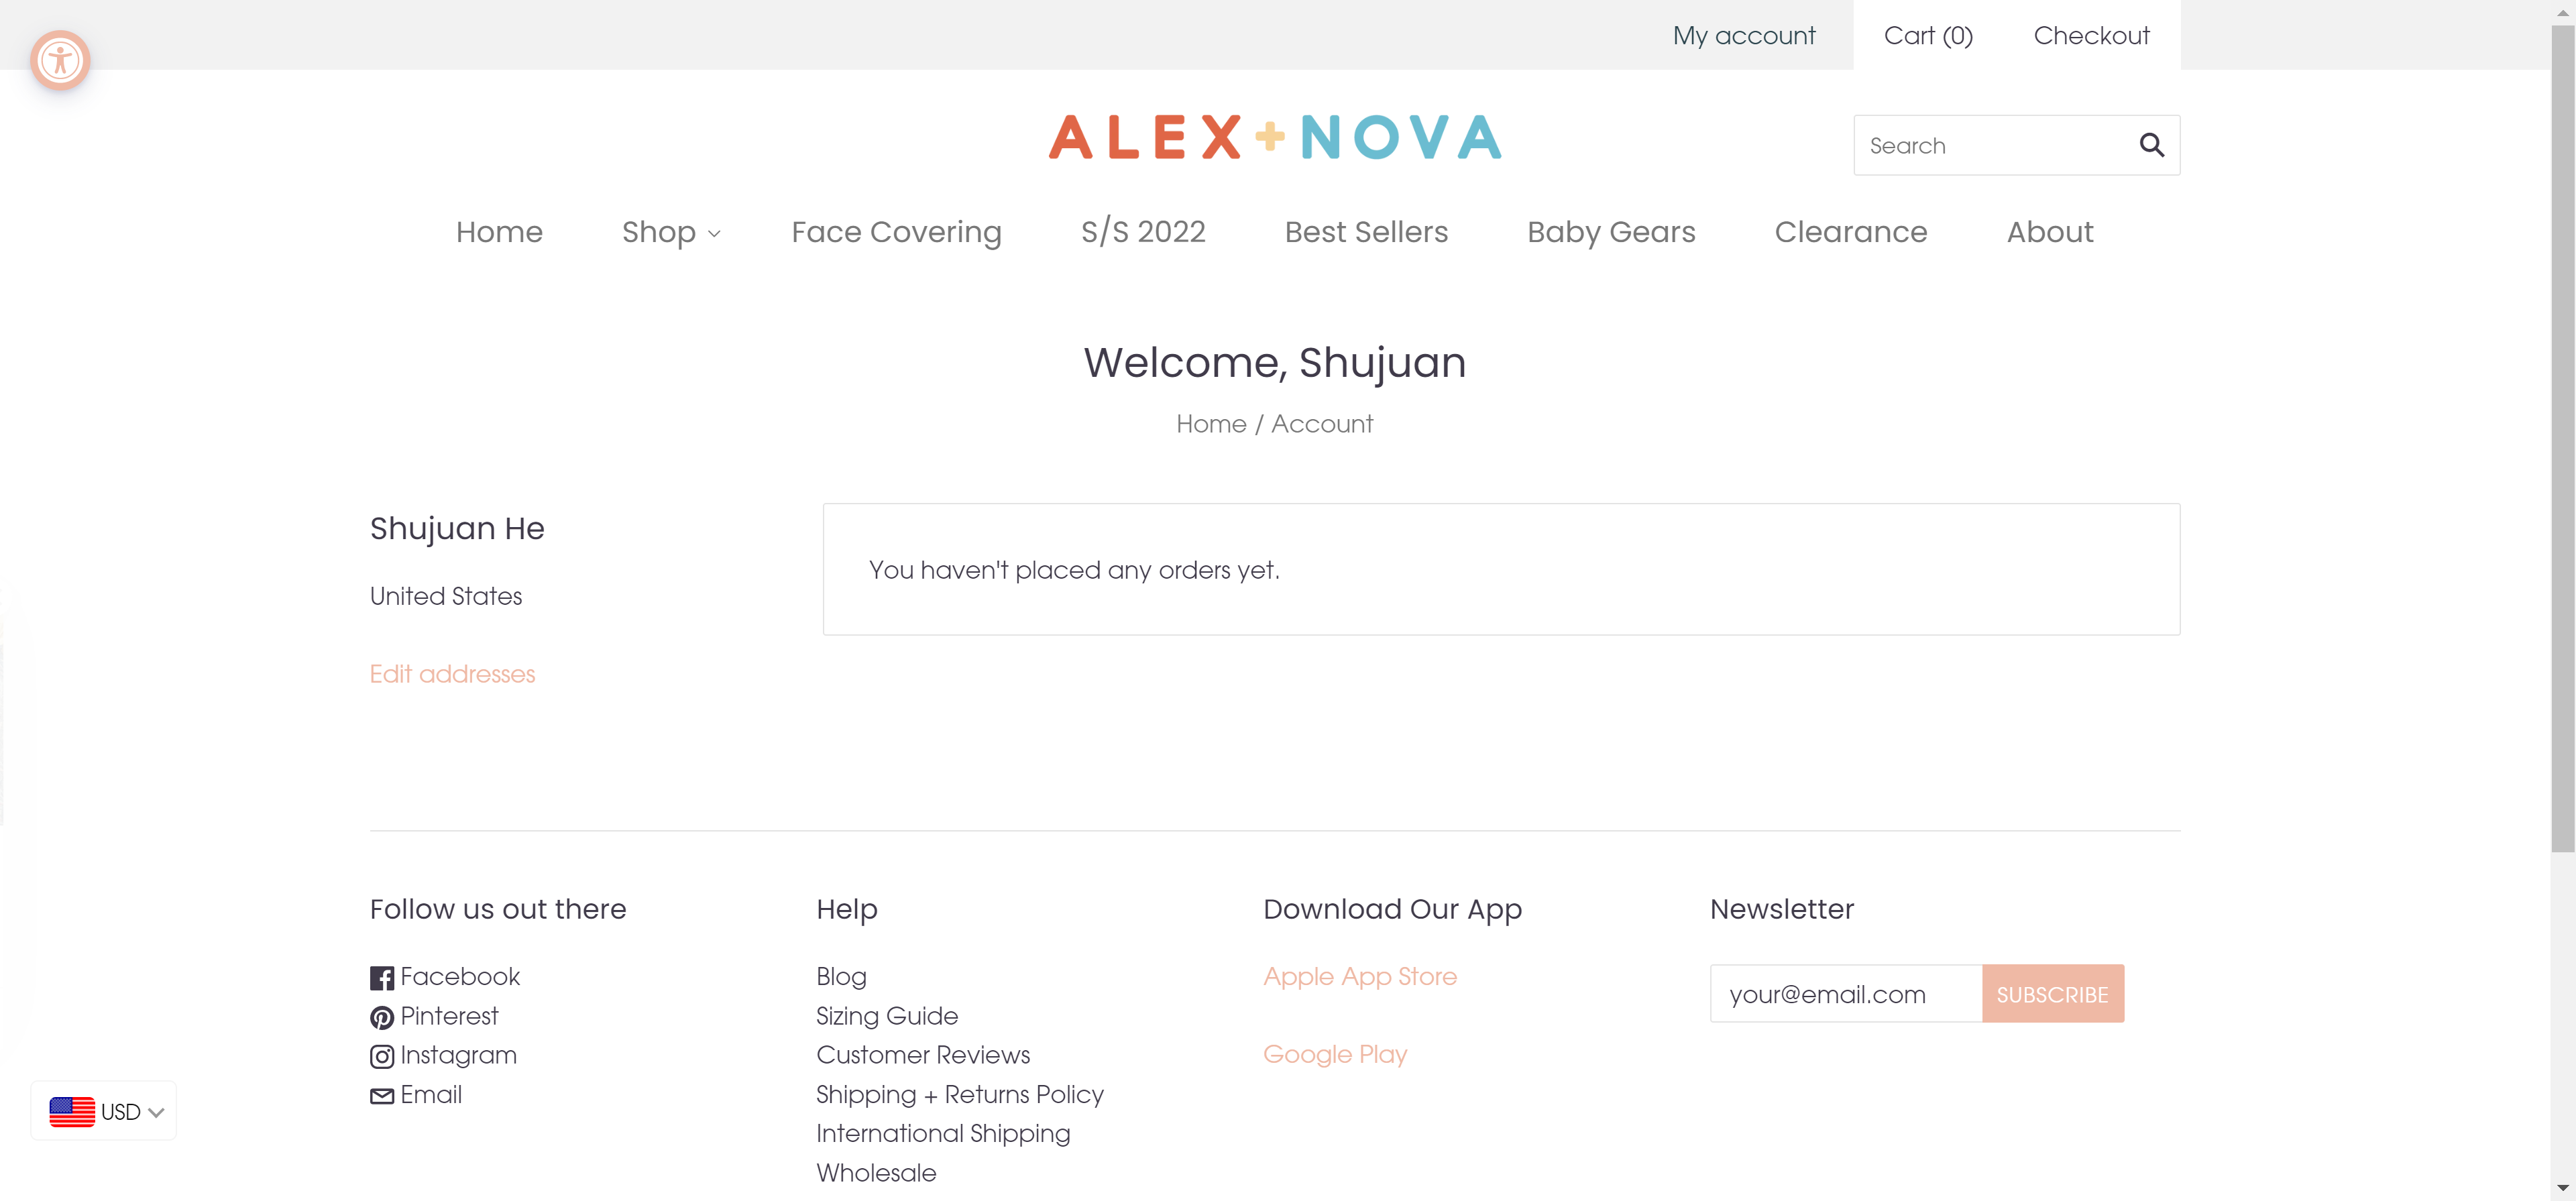 My account
Cart (0)
Checkout
ALEX+NOVA
Search
Home
Shop
Face Covering
S/S 2022
Best Sellers
Baby Gears
Clearance
About
Welcome, Shujuan
Home / Account
Shujuan He
United States
Edit addresses
You haven't placed any orders yet.
Follow us out there
Facebook
Pinterest
Instagram
Email
Help
Blog
Sizing Guide
Customer Reviews
Shipping + Returns Policy
International Shipping
Wholesale
Download Our App
Apple App Store
Google Play
Newsletter
your@email.com
SUBSCRIBE
USD